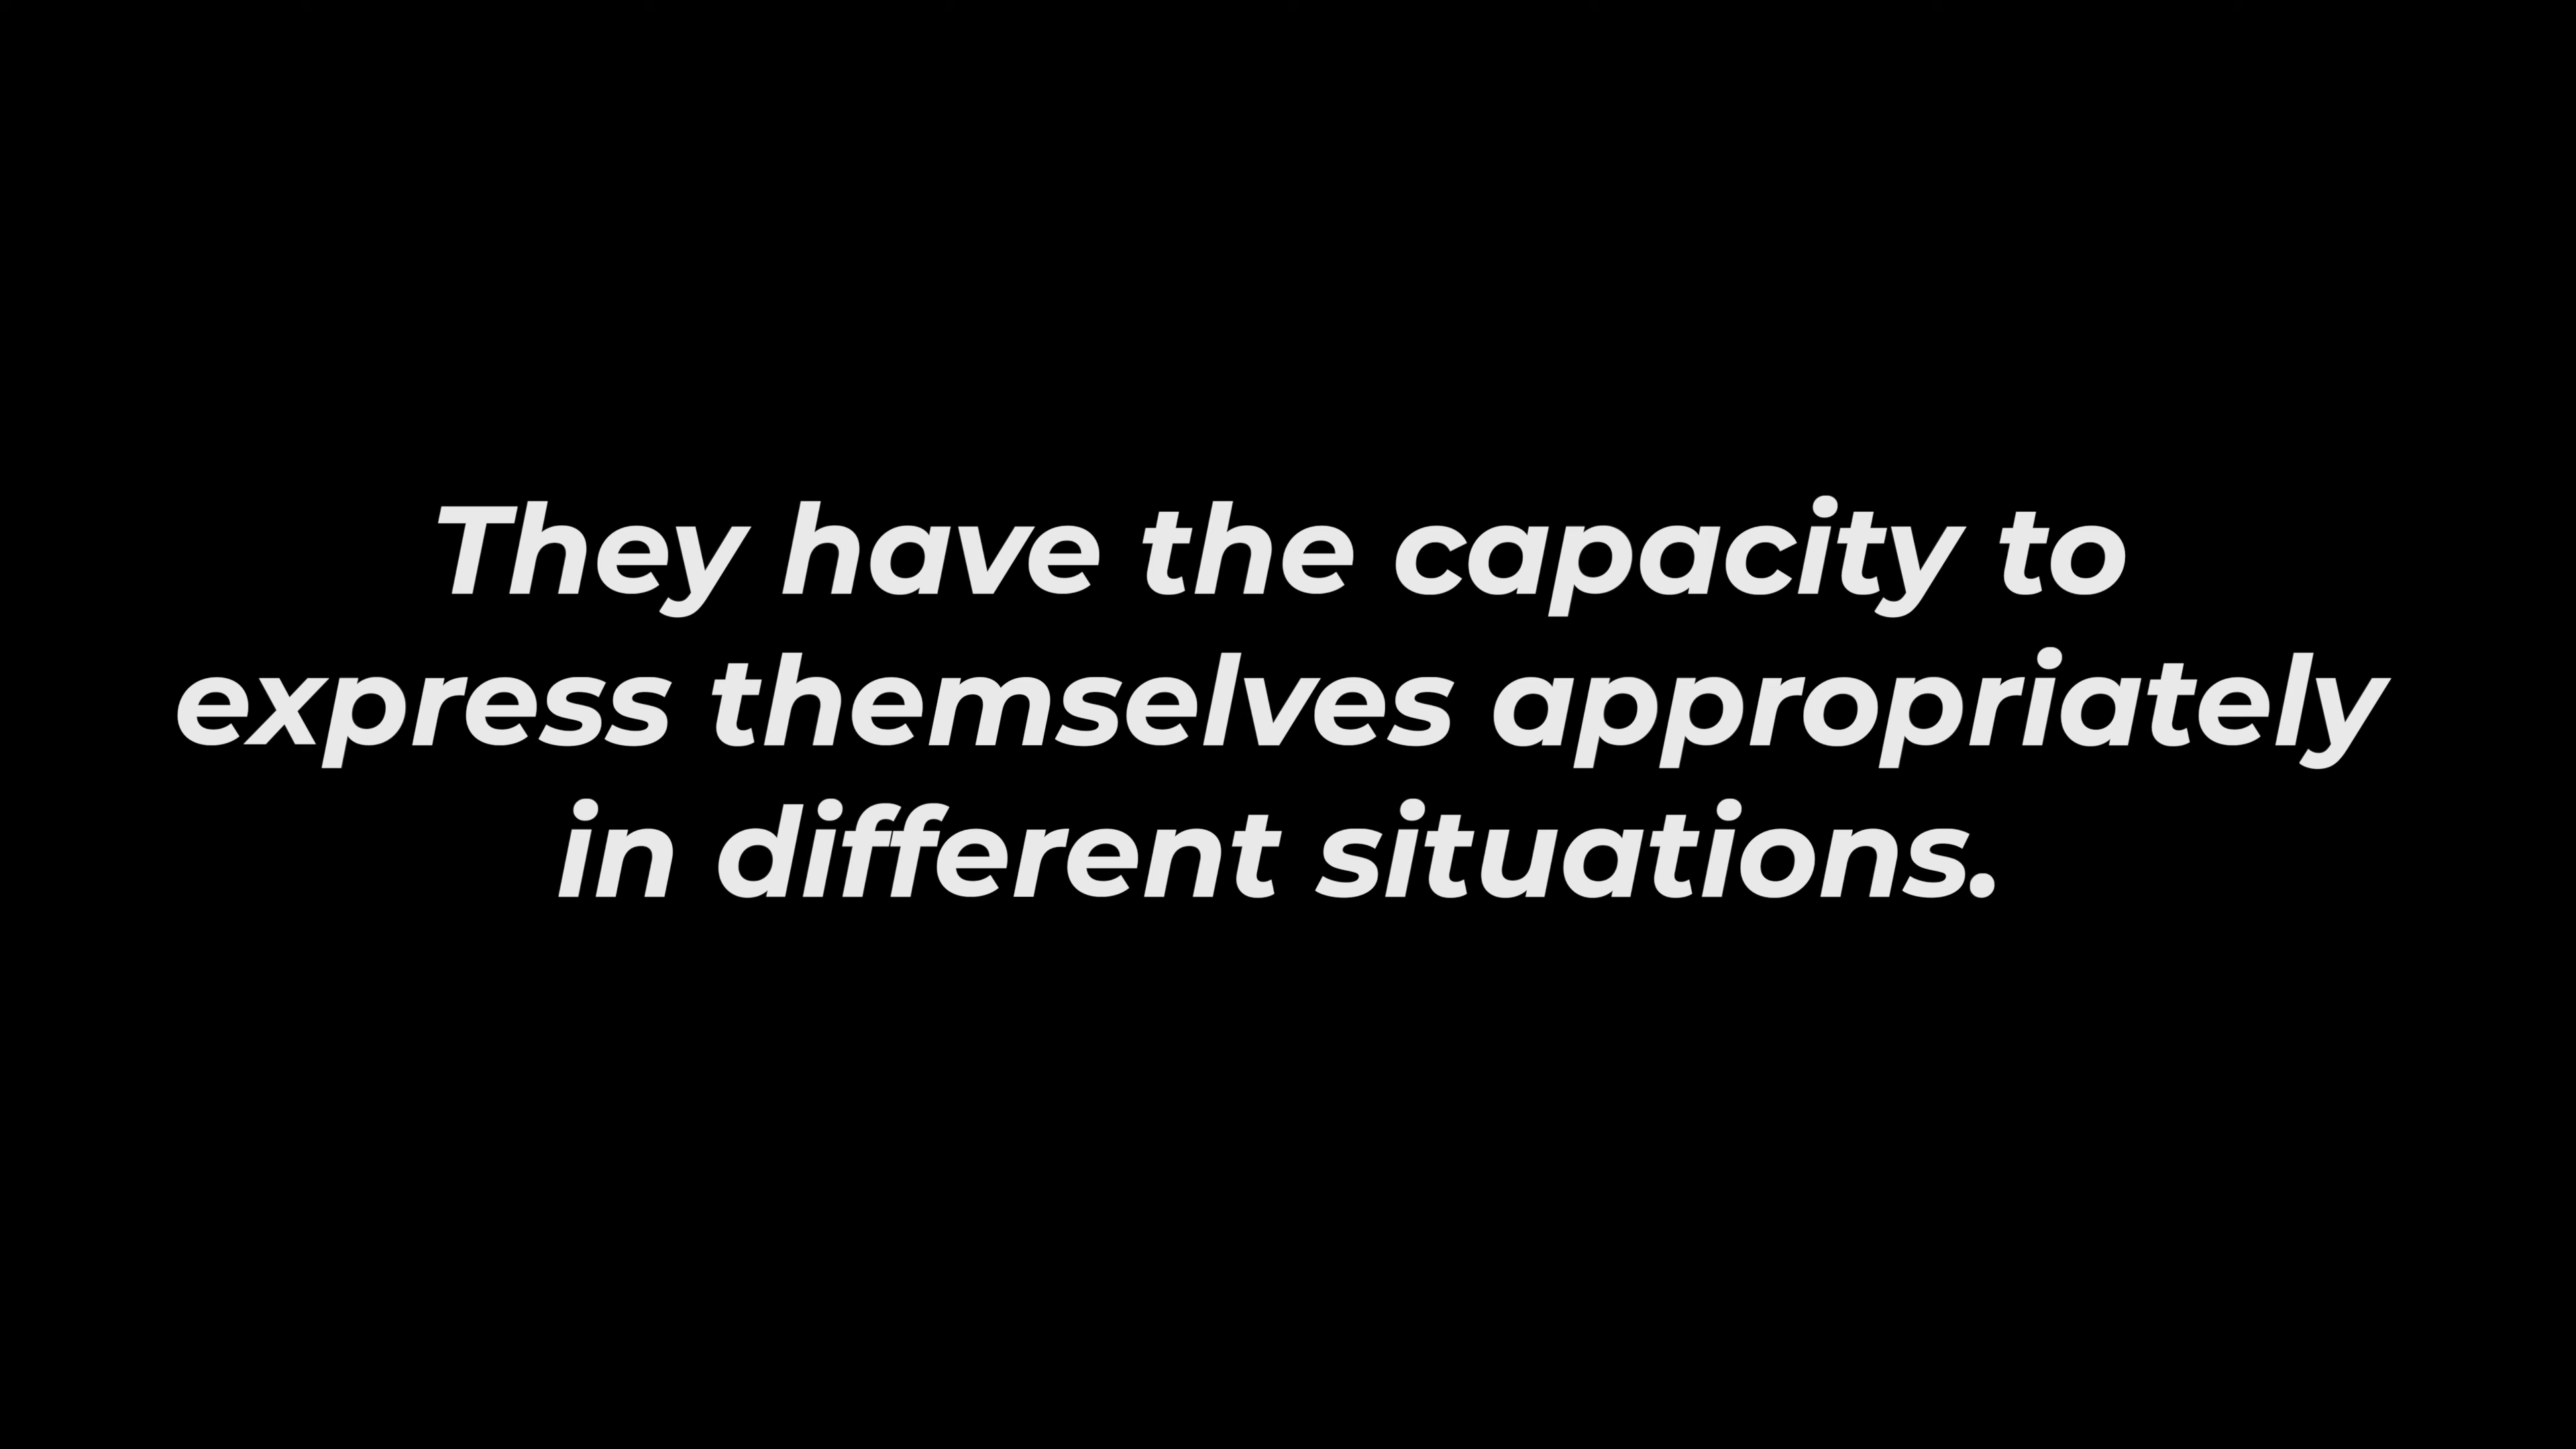 They have the capacity to
express themselves appropriately
in different situations.